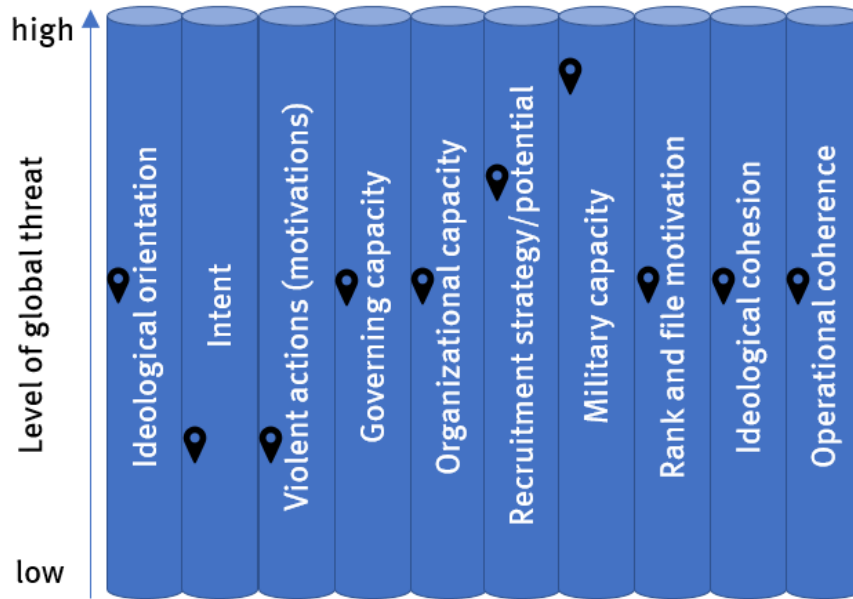 high
Level of global threat
low
Ideological orientation
Intent
Violent actions (motivations)
Governing capacity
Organizational capacity
Recruitment strategy/potential
Military capacity
Rank and file motivation
Ideological cohesion
Operational coherence